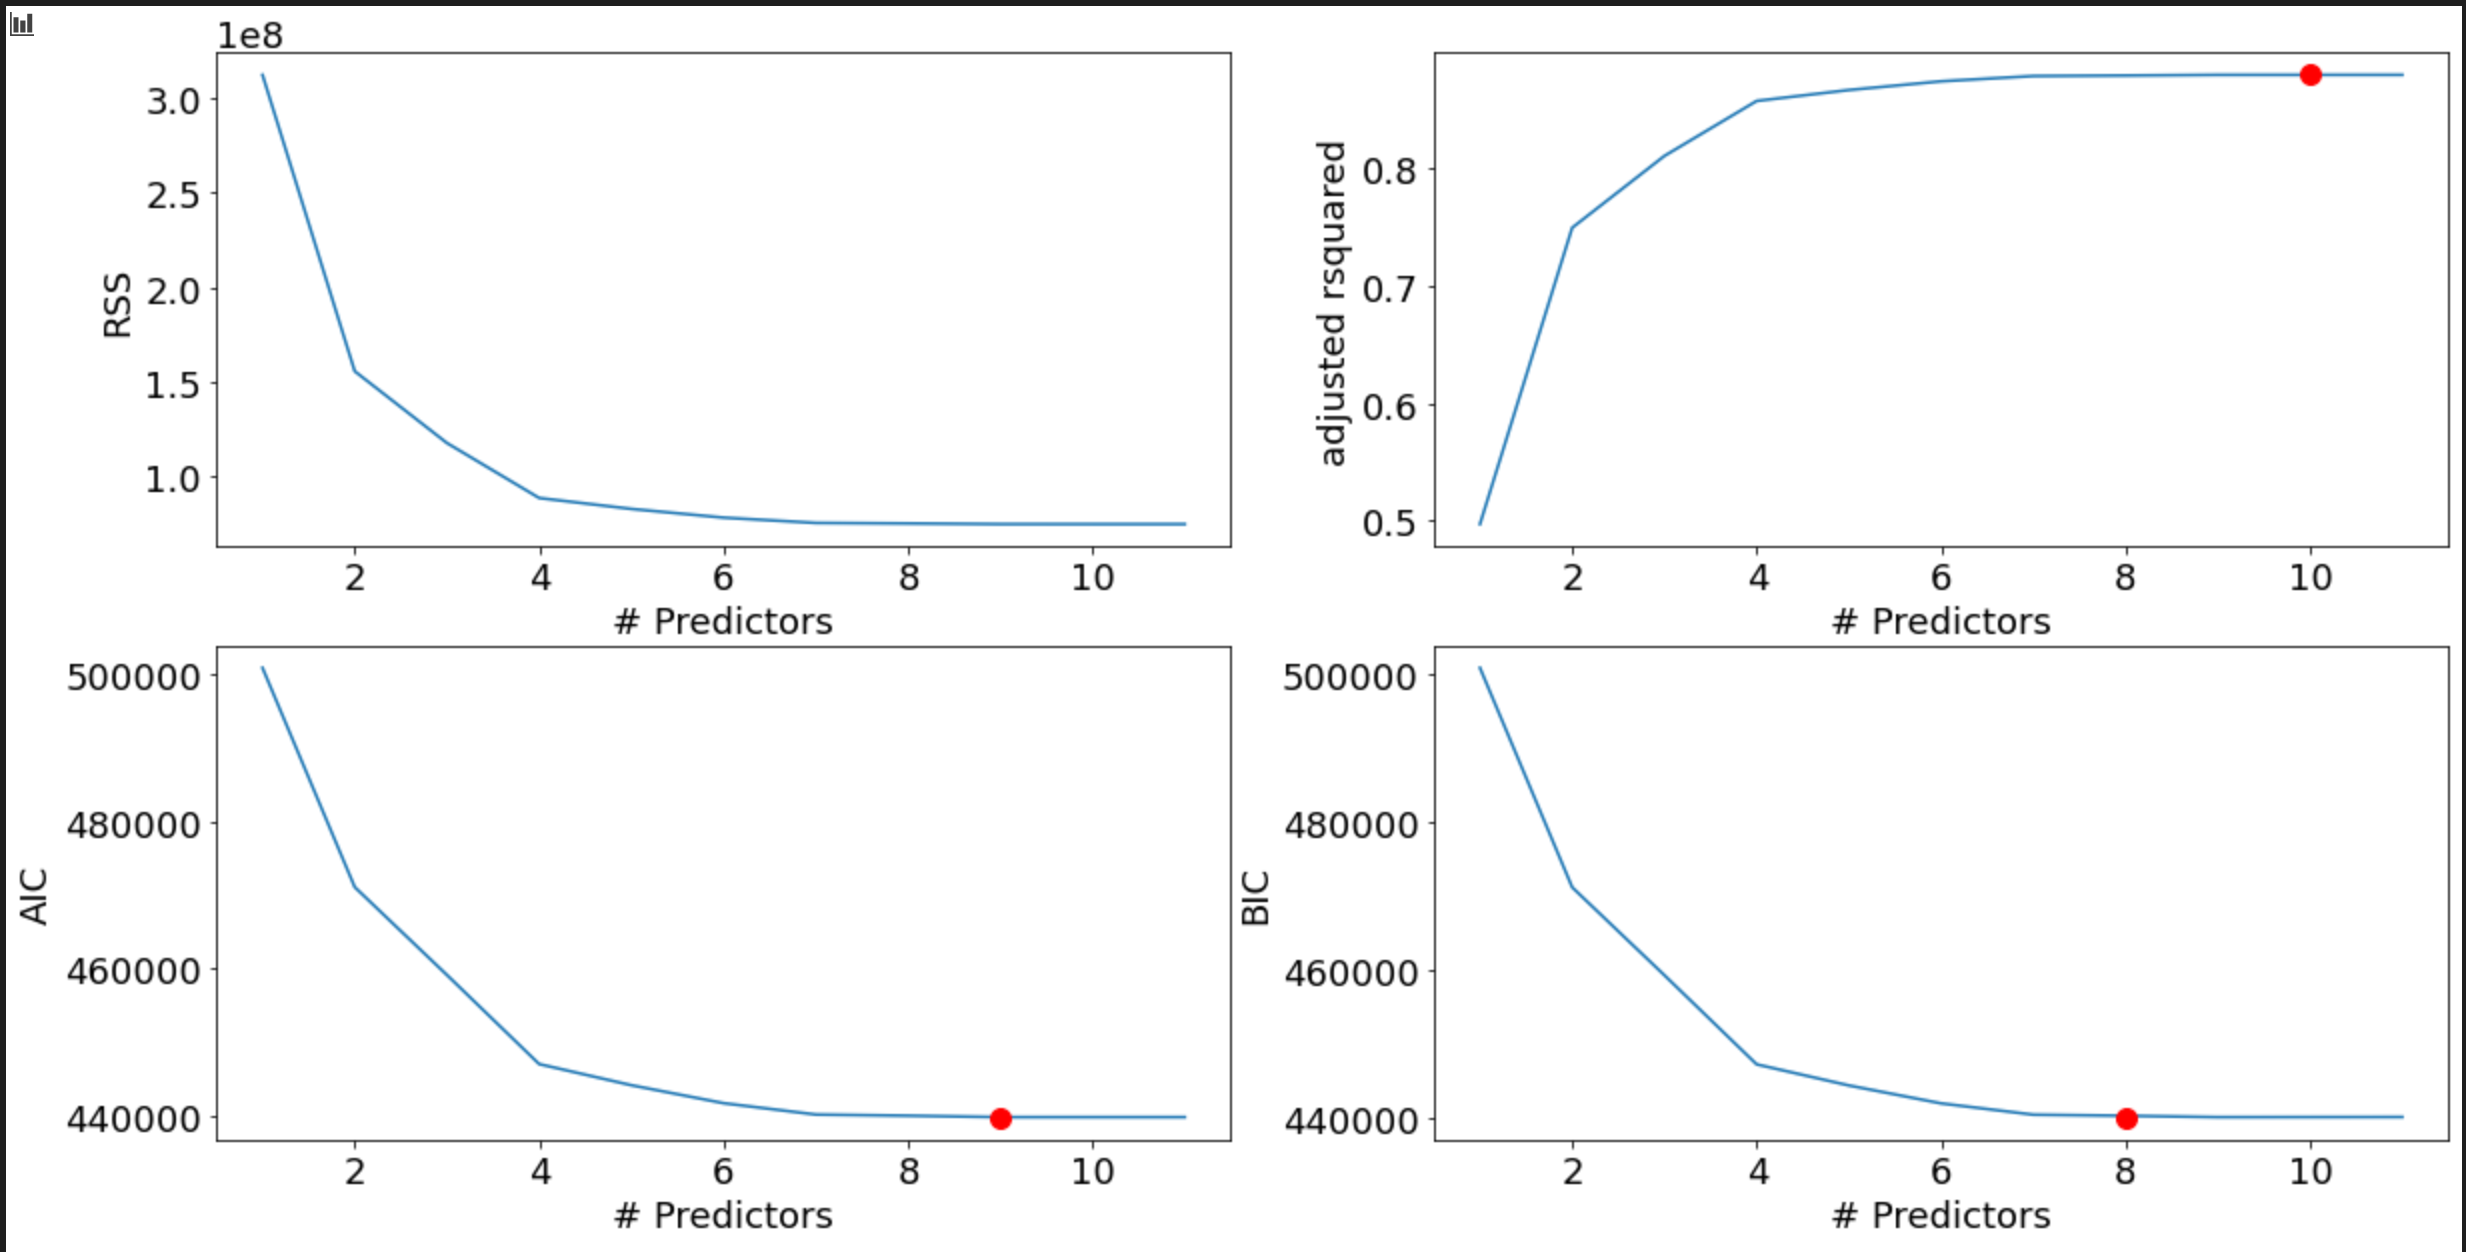 1e8
3.0
2.5
2.0
1.5
1.0
RSS
2 4 6 8 10
# Predictors
0.8
0.7
0.6
0.5
adjusted rsquared
2 4 6 8 10
# Predictors
500000
480000
460000
440000
AIC
2 4 6 8 10
# Predictors
500000
480000
460000
440000
BIC
2 4 6 8 10
# Predictors